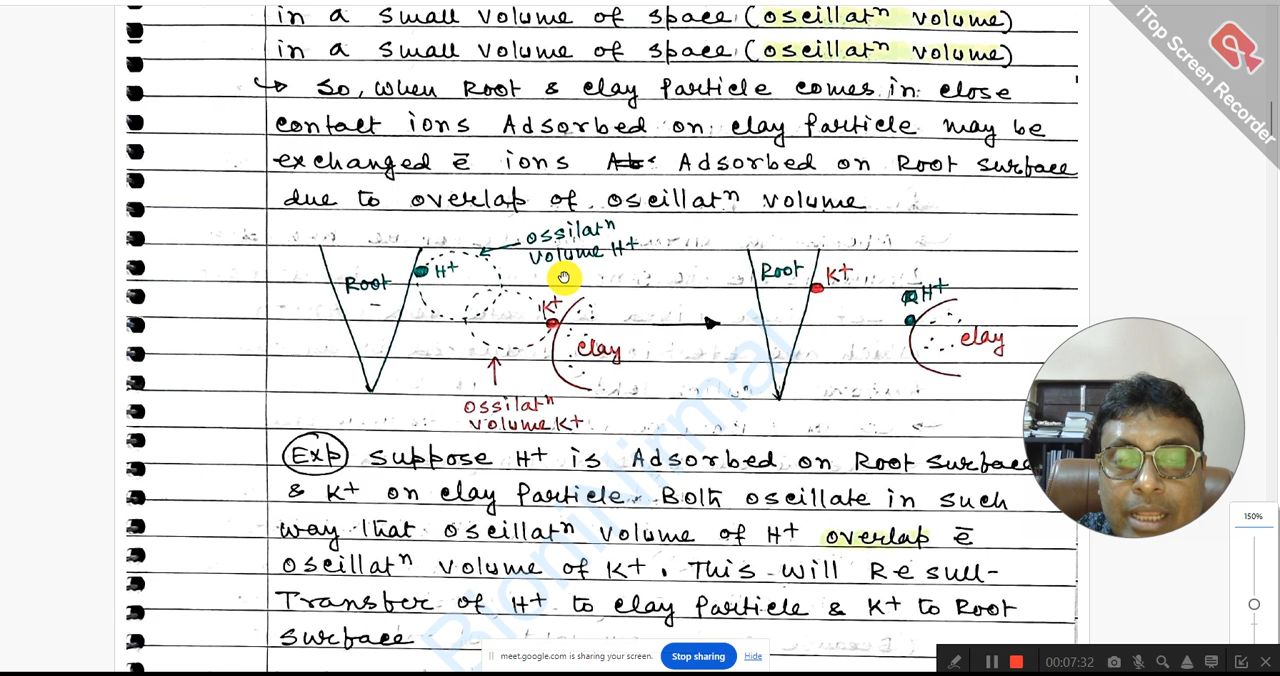 in a small volume of space (oscillatⁿ volume)
in a small volume of space (oscillatⁿ volume)
↳ So, when Root & clay Particle comes in close
contact ions Adsorbed on clay Particle may be
exchanged ē ions Adsorbed on Root surface
due to overlap of oscillatⁿ volume
ossilatⁿ
volume H+
Root
H+
K+
clay
ossilatⁿ
volume K+
Root
K+
H+
clay
Exp suppose H+ is Adsorbed on Root surface
& K+ on clay Particle. Both oscillate in such
way that oscillatⁿ volume of H+ overlap ē
oscillatⁿ volume of K+. This will Result
Transfer of H+ to clay Particle & K+ to Root
surface
BiomNirmal
iTop Screen Recorder
150%
meet.google.com is sharing your screen.
Stop sharing
Hide
00:07:32